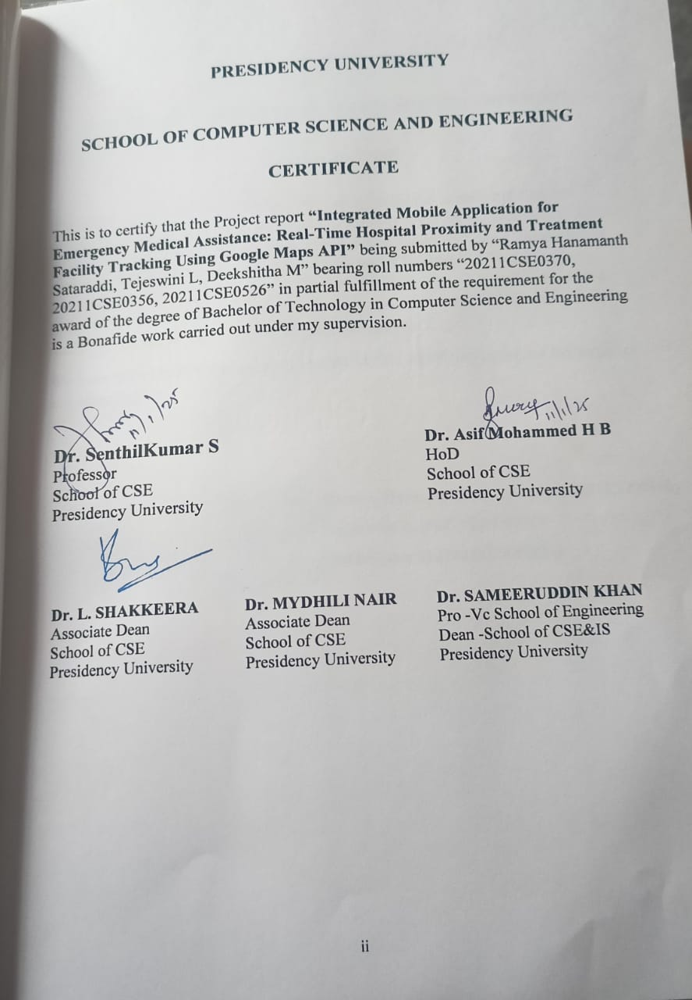 PRESIDENCY UNIVERSITY
SCHOOL OF COMPUTER SCIENCE AND ENGINEERING
CERTIFICATE
This is to certify that the Project report “Integrated Mobile Application for
Emergency Medical Assistance: Real-Time Hospital Proximity and Treatment
Facility Tracking Using Google Maps API” being submitted by “Ramya Hanamanth
Sataraddi, Tejeswini L, Deekshitha M” bearing roll numbers “20211CSE0370,
20211CSE0356, 20211CSE0526” in partial fulfillment of the requirement for the
award of the degree of Bachelor of Technology in Computer Science and Engineering
is a Bonafide work carried out under my supervision.
11/1/25
Dr. SenthilKumar S
Professor
School of CSE
Presidency University
11/1/25
Dr. Asif Mohammed H B
HoD
School of CSE
Presidency University
Dr. L. SHAKKEERA
Associate Dean
School of CSE
Presidency University
Dr. MYDHILI NAIR
Associate Dean
School of CSE
Presidency University
Dr. SAMEERUDDIN KHAN
Pro -Vc School of Engineering
Dean -School of CSE&IS
Presidency University
ii